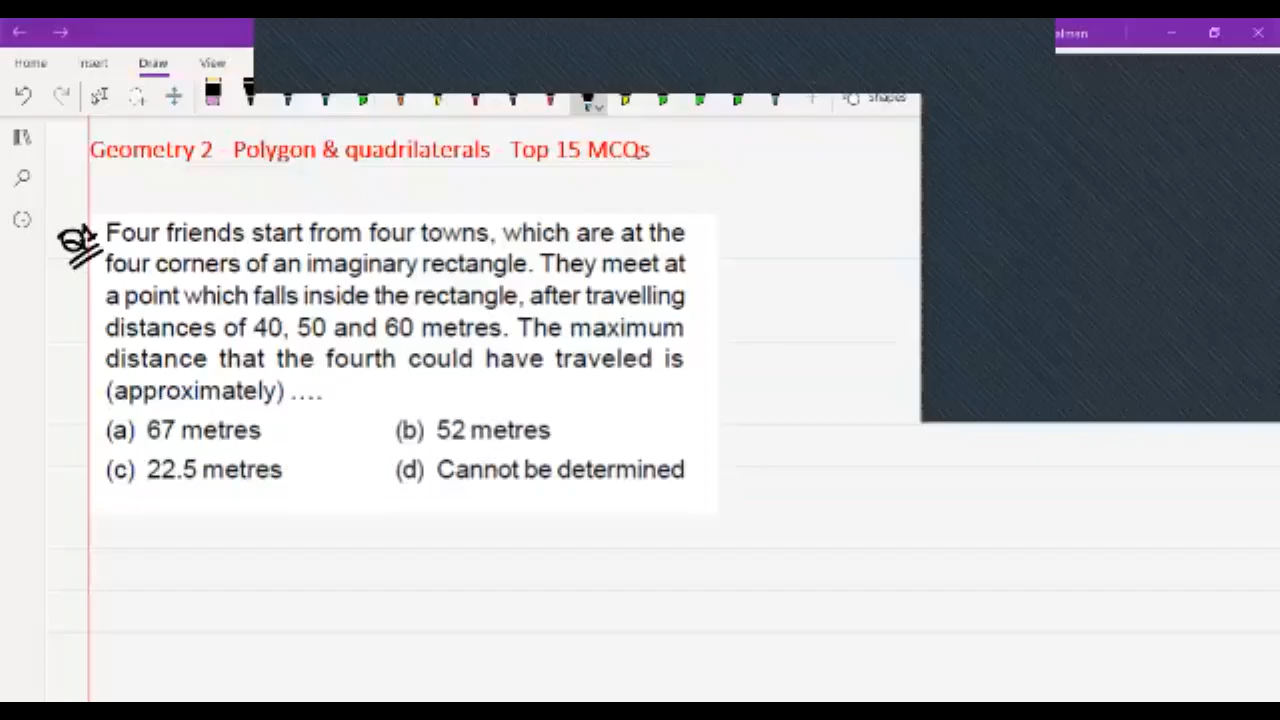 Home Insert Draw View
Shapes
Geometry 2 Polygon & quadrilaterals Top 15 MCQs
Q1
Four friends start from four towns, which are at the
four corners of an imaginary rectangle. They meet at
a point which falls inside the rectangle, after travelling
distances of 40, 50 and 60 metres. The maximum
distance that the fourth could have traveled is
(approximately) ....
(a) 67 metres (b) 52 metres
(c) 22.5 metres (d) Cannot be determined